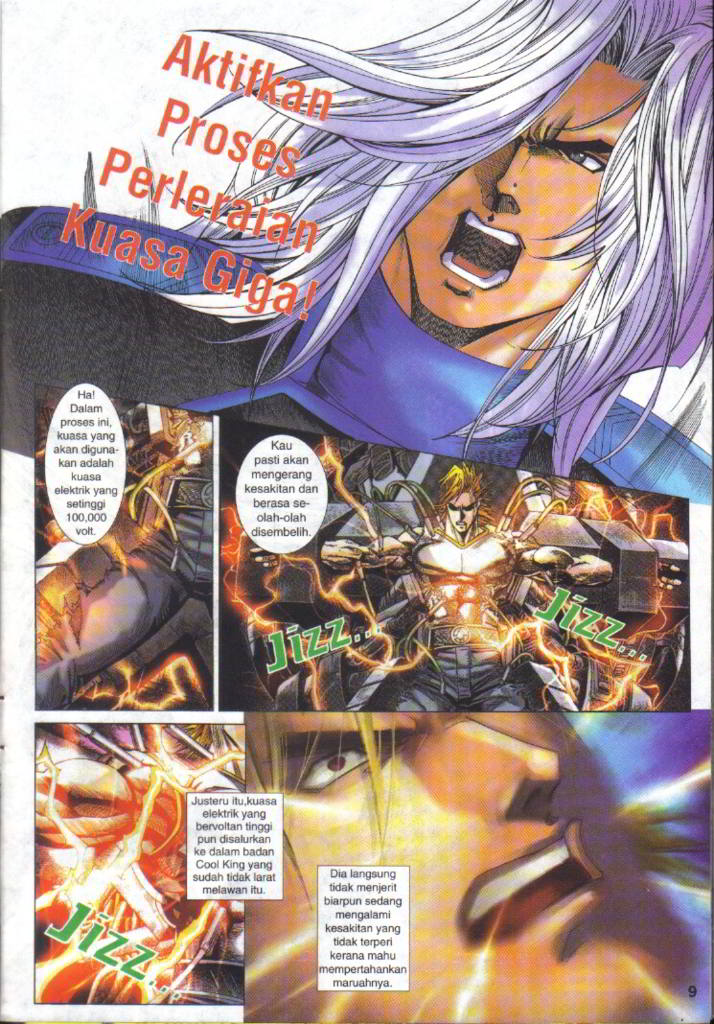 Aktifkan
Proses
Perleraian
Kuasa Giga!
Ha!
Dalam
proses ini,
kuasa yang
akan diguna-
kan adalah
kuasa
elektrik yang
setinggi
100,000
volt.
Kau
pasti akan
mengerang
kesakitan dan
berasa se-
olah-olah
disembelih.
Jizz...
Jizz...
Justeru itu,kuasa
elektrik yang
bervoltan tinggi
pun disalurkan
ke dalam badan
Cool King yang
sudah tidak larat
melawan itu.
Jizz...
Dia langsung
tidak menjerit
biarpun sedang
mengalami
kesakitan yang
tidak terperi
kerana mahu
mempertahankan
maruahnya.
9